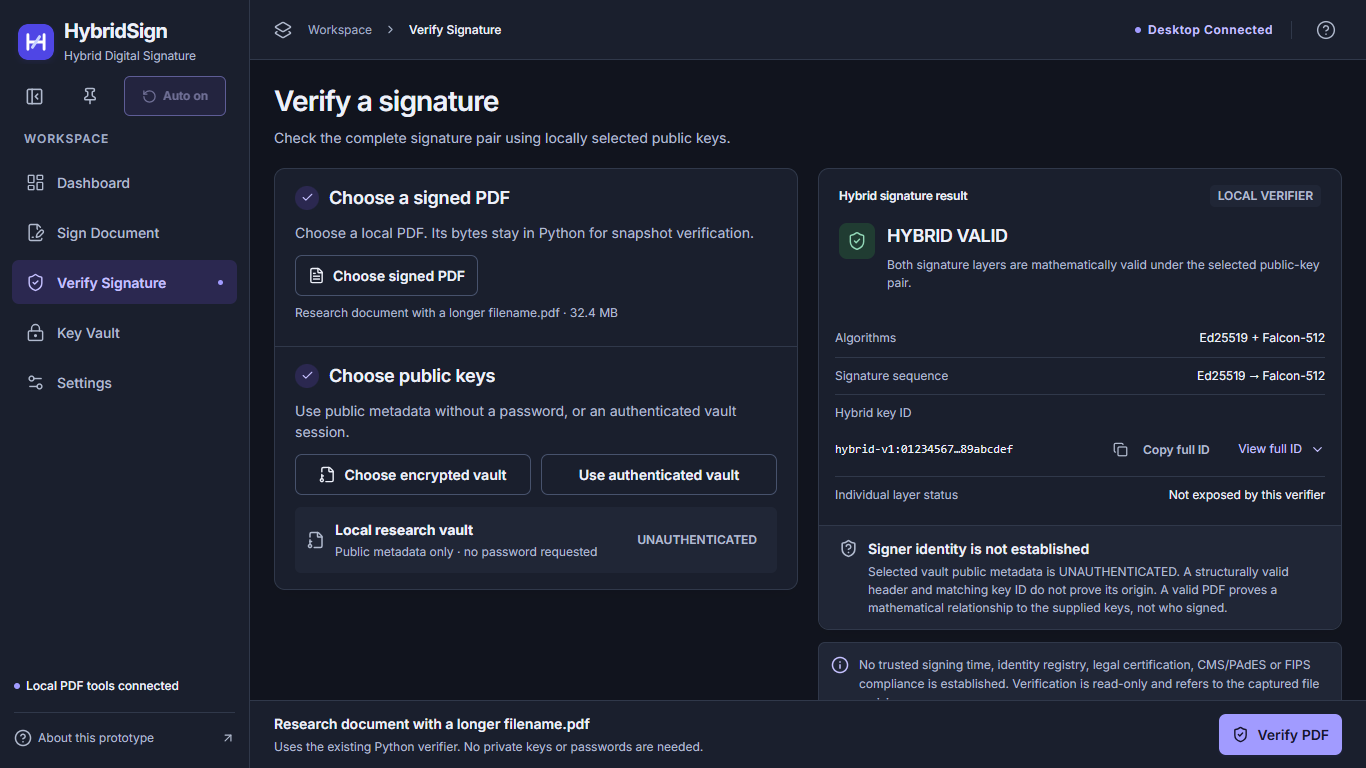 HybridSign
Hybrid Digital Signature
Auto on
WORKSPACE
Dashboard
Sign Document
Verify Signature
Key Vault
Settings
Local PDF tools connected
About this prototype
Workspace
Verify Signature
Desktop Connected
Verify a signature
Check the complete signature pair using locally selected public keys.
Choose a signed PDF
Choose a local PDF. Its bytes stay in Python for snapshot verification.
Choose signed PDF
Research document with a longer filename.pdf · 32.4 MB
Choose public keys
Use public metadata without a password, or an authenticated vault
session.
Choose encrypted vault
Use authenticated vault
Local research vault
Public metadata only · no password requested
UNAUTHENTICATED
Hybrid signature result
LOCAL VERIFIER
HYBRID VALID
Both signature layers are mathematically valid under the selected public-key
pair.
Algorithms
Ed25519 + Falcon-512
Signature sequence
Ed25519 → Falcon-512
Hybrid key ID
hybrid-v1:01234567…89abcdef
Copy full ID
View full ID
Individual layer status
Not exposed by this verifier
Signer identity is not established
Selected vault public metadata is UNAUTHENTICATED. A structurally valid
header and matching key ID do not prove its origin. A valid PDF proves a
mathematical relationship to the supplied keys, not who signed.
No trusted signing time, identity registry, legal certification, CMS/PAdES or FIPS
compliance is established. Verification is read-only and refers to the captured file
Research document with a longer filename.pdf
Uses the existing Python verifier. No private keys or passwords are needed.
Verify PDF